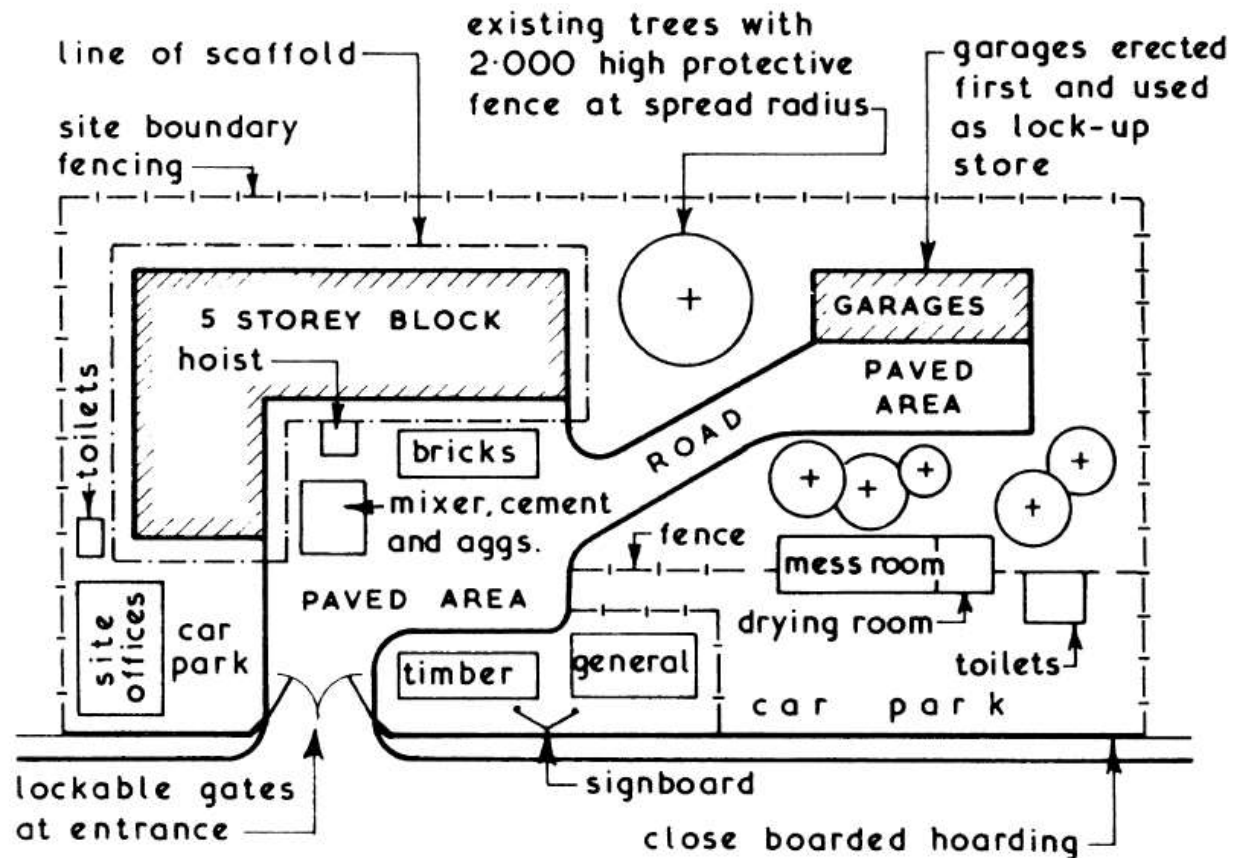 line of scaffold
existing trees with
2·000 high protective
fence at spread radius
garages erected
first and used
as lock-up
store
site boundary
fencing
5 STOREY BLOCK
hoist
GARAGES
PAVED
AREA
ROAD
toilets
bricks
mixer, cement
and aggs.
fence
mess room
drying room
toilets
PAVED AREA
site
offices
car
park
timber
general
car park
lockable gates
at entrance
signboard
close boarded hoarding